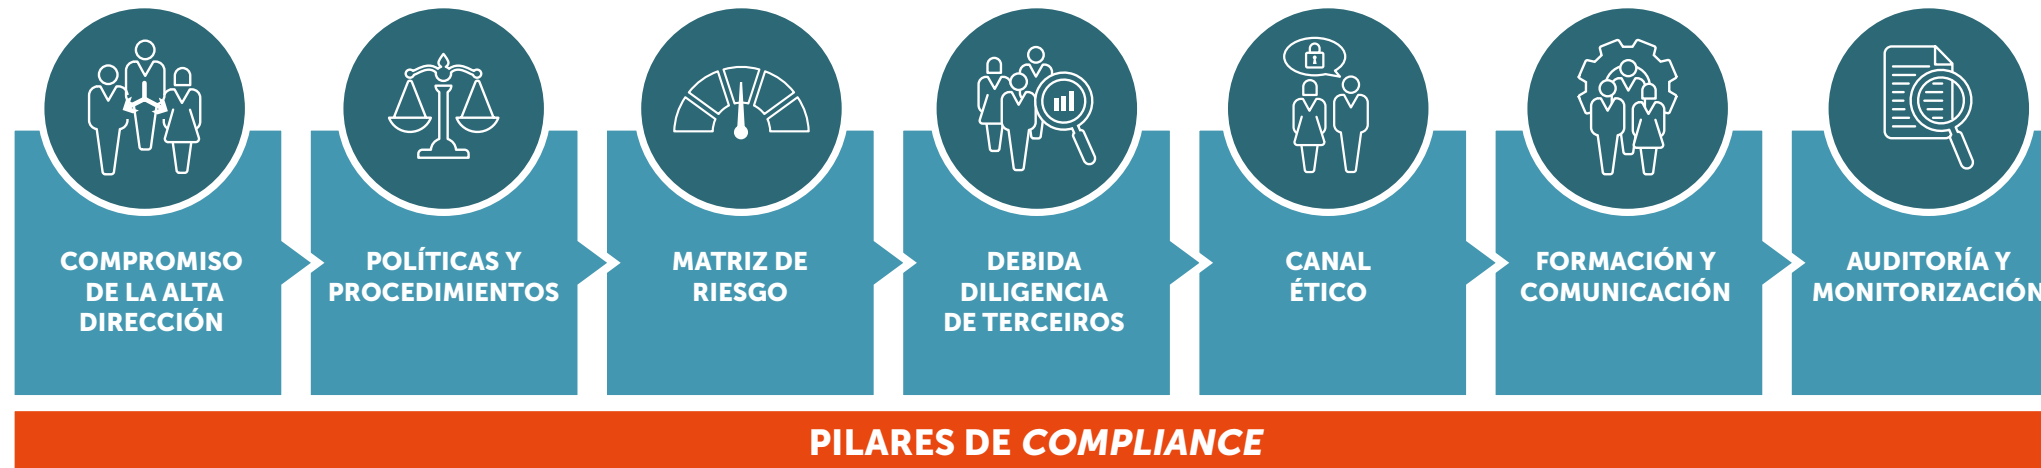 COMPROMISO
DE LA ALTA
DIRECCIÓN
POLÍTICAS Y
PROCEDIMIENTOS
MATRIZ DE
RIESGO
DEBIDA
DILIGENCIA
DE TERCEIROS
CANAL
ÉTICO
FORMACIÓN Y
COMUNICACIÓN
AUDITORÍA Y
MONITORIZACIÓN
PILARES DE COMPLIANCE